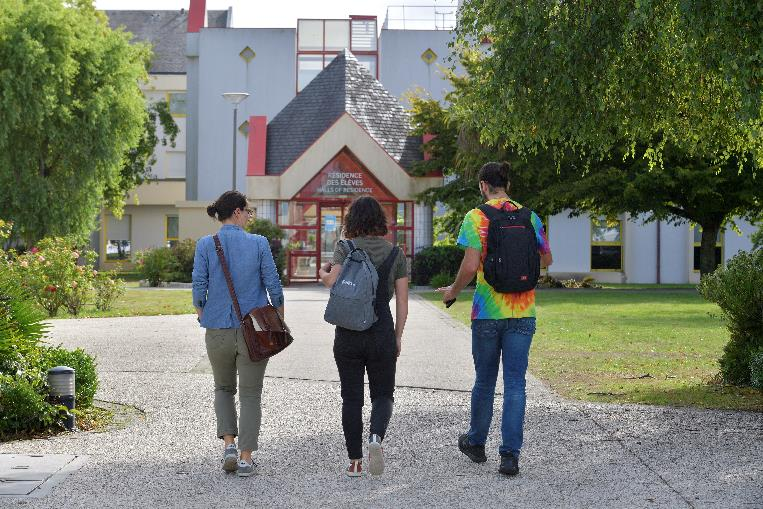 RÉSIDENCE
DES ÉLÈVES
HALLS OF RESIDENCE